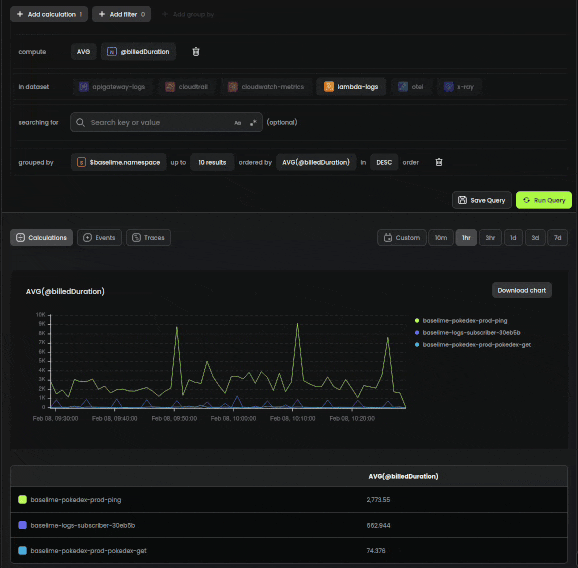 Add calculation 1 Add filter 0 Add group by
compute AVG @billedDuration
in dataset apigateway-logs cloudtrail cloudwatch-metrics lambda-logs otel x-ray
searching for Search key or value Aa .* (optional)
grouped by $baselime.namespace up to 10 results ordered by AVG(@billedDuration) in DESC order
Save Query Run Query
Calculations Events Traces Custom 10m 1hr 3hr 1d 3d 7d
AVG(@billedDuration) Download chart
10K
9K
8K
7K
6K
5K
4K
3K
2K
1K
0
Feb 08, 09:30:00 Feb 08, 09:40:00 Feb 08, 09:50:00 Feb 08, 10:00:00 Feb 08, 10:10:00 Feb 08, 10:20:00
baselime-pokedex-prod-ping
baselime-logs-subscriber-30eb5b
baselime-pokedex-prod-pokedex-get
AVG(@billedDuration)
baselime-pokedex-prod-ping 2,773.55
baselime-logs-subscriber-30eb5b 662.944
baselime-pokedex-prod-pokedex-get 74.376